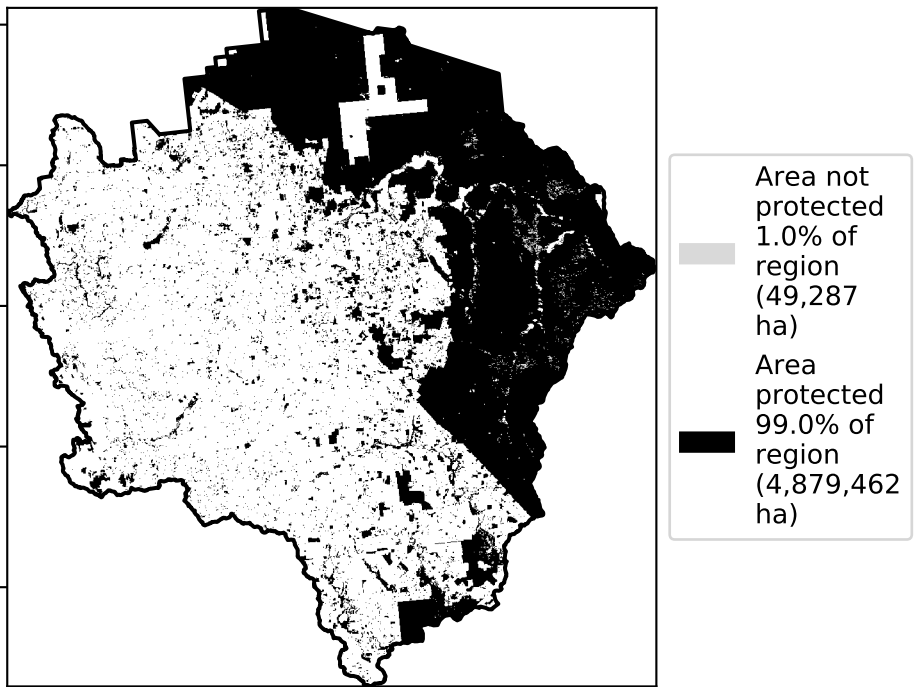 Area not
protected
1.0% of
region
(49,287
ha)
Area
protected
99.0% of
region
(4,879,462
ha)